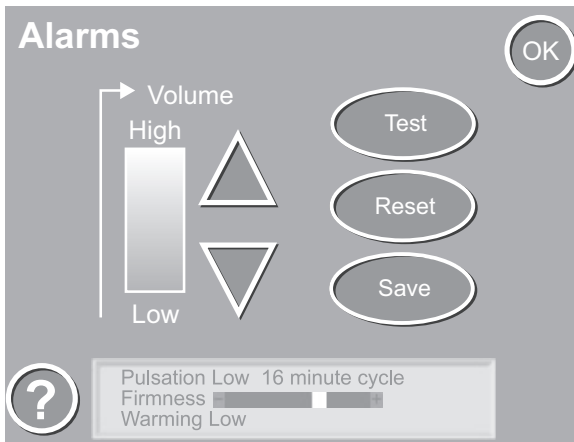 Alarms
OK
Volume
High
Low
Test
Reset
Save
?
Pulsation Low 16 minute cycle
Firmness - +
Warming Low